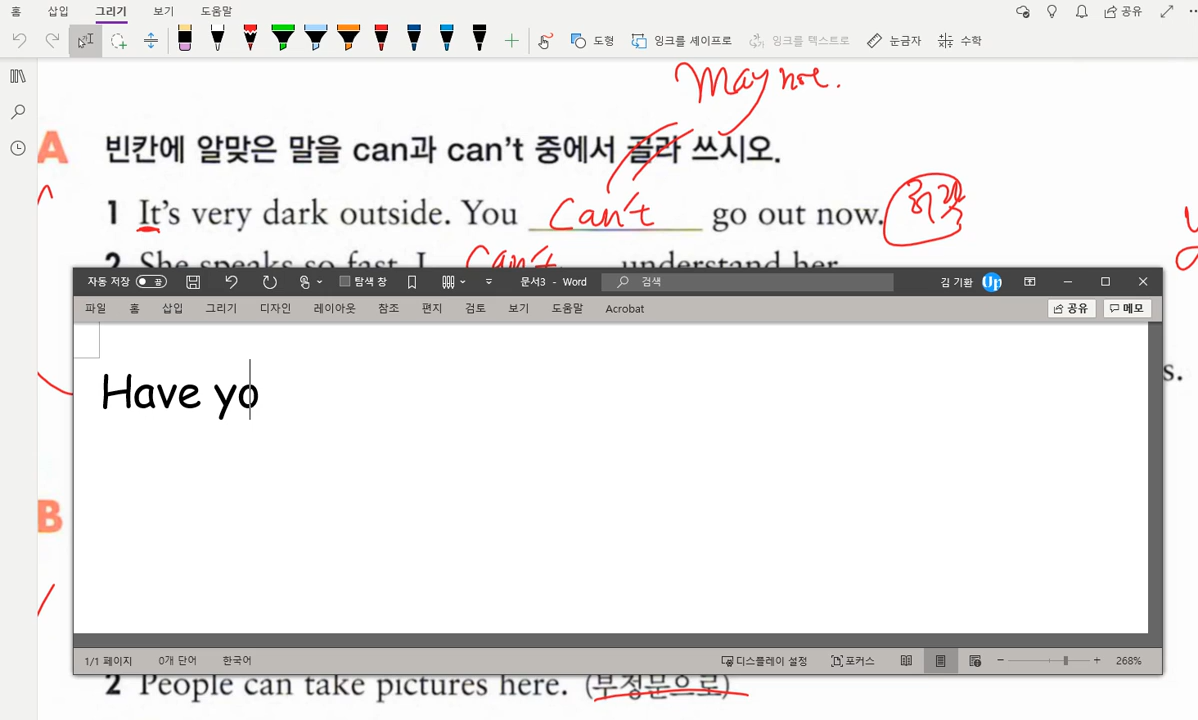 홈 삽입 그리기 보기 도움말
공유
도형 잉크를 셰이프로 잉크를 텍스트로 눈금자 수학
May not.
A 빈칸에 알맞은 말을 can과 can't 중에서 골라 쓰시오.
1 It's very dark outside. You can't go out now. 허락
2 She speaks so fast. I can't understand her
자동 저장 끔 탐색 창 문서3 - Word 검색 김 기환 Up
파일 홈 삽입 그리기 디자인 레이아웃 참조 편지 검토 보기 도움말 Acrobat 공유 메모
Have yo
s.
B
1/1 페이지 0개 단어 한국어 디스플레이 설정 포커스 268%
2 People can take pictures here. (부정문으로)